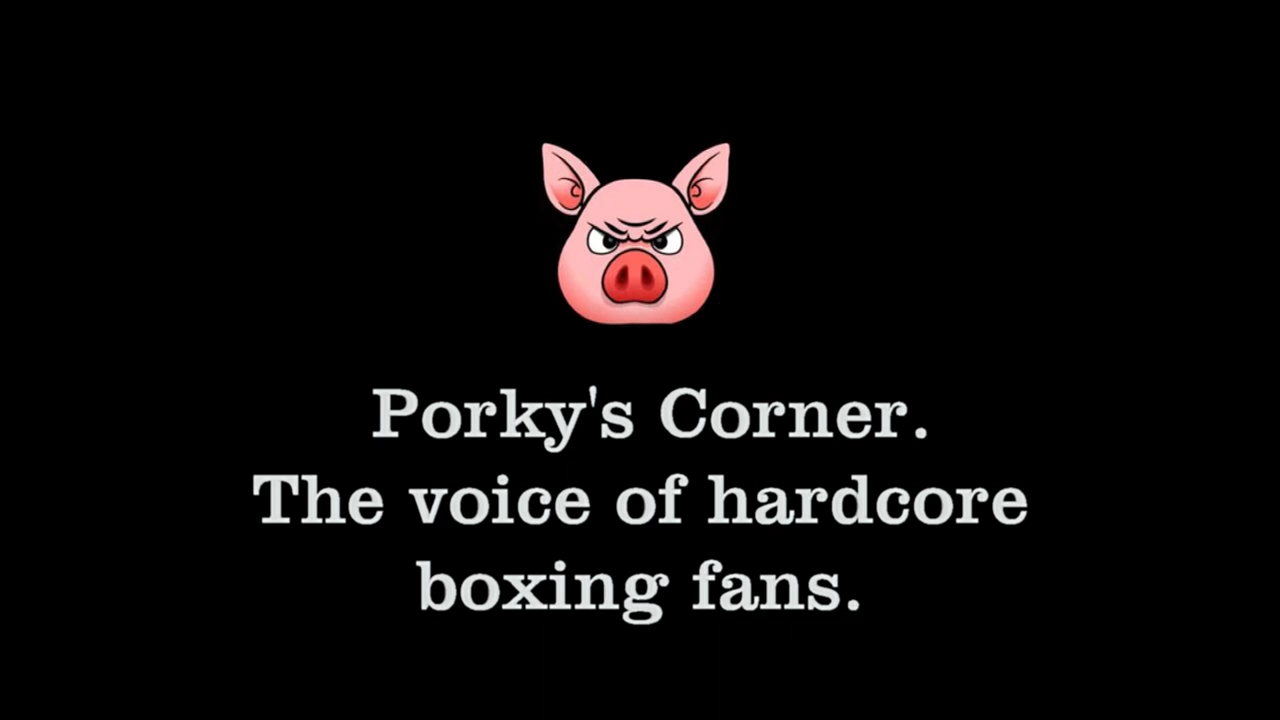 Porky's Corner.
The voice of hardcore
boxing fans.